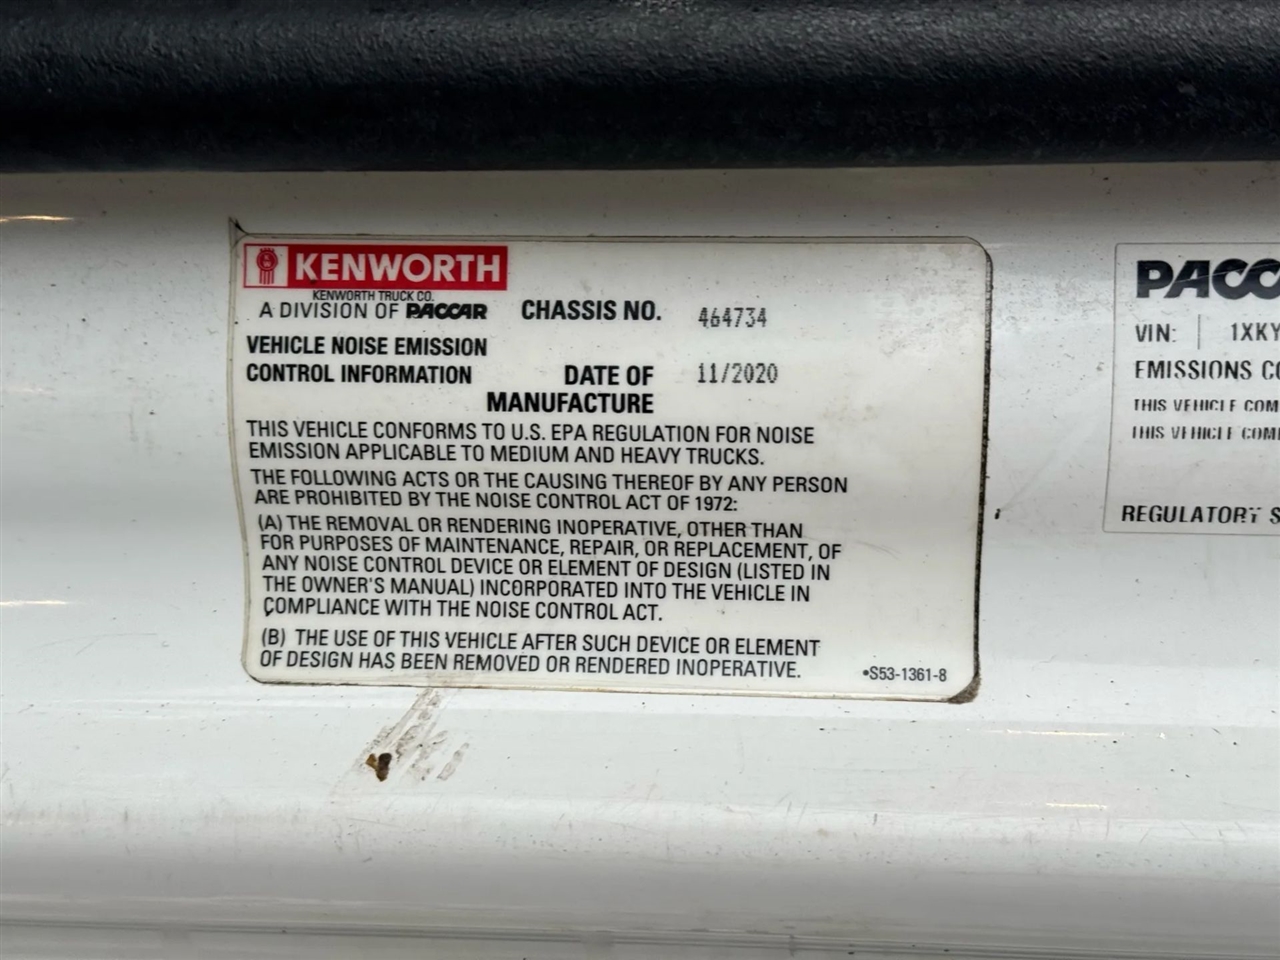 KENWORTH
KENWORTH TRUCK CO.
A DIVISION OF PACCAR
CHASSIS NO. 464734
VEHICLE NOISE EMISSION
CONTROL INFORMATION
DATE OF 11/2020
MANUFACTURE
THIS VEHICLE CONFORMS TO U.S. EPA REGULATION FOR NOISE
EMISSION APPLICABLE TO MEDIUM AND HEAVY TRUCKS.
THE FOLLOWING ACTS OR THE CAUSING THEREOF BY ANY PERSON
ARE PROHIBITED BY THE NOISE CONTROL ACT OF 1972:
(A) THE REMOVAL OR RENDERING INOPERATIVE, OTHER THAN
FOR PURPOSES OF MAINTENANCE, REPAIR, OR REPLACEMENT, OF
ANY NOISE CONTROL DEVICE OR ELEMENT OF DESIGN (LISTED IN
THE OWNER'S MANUAL) INCORPORATED INTO THE VEHICLE IN
COMPLIANCE WITH THE NOISE CONTROL ACT.
(B) THE USE OF THIS VEHICLE AFTER SUCH DEVICE OR ELEMENT
OF DESIGN HAS BEEN REMOVED OR RENDERED INOPERATIVE.
•S53-1361-8
PACC
VIN: 1XKY
EMISSIONS CO
THIS VEHICLE COM
THIS VEHICLE COM
REGULATORY S